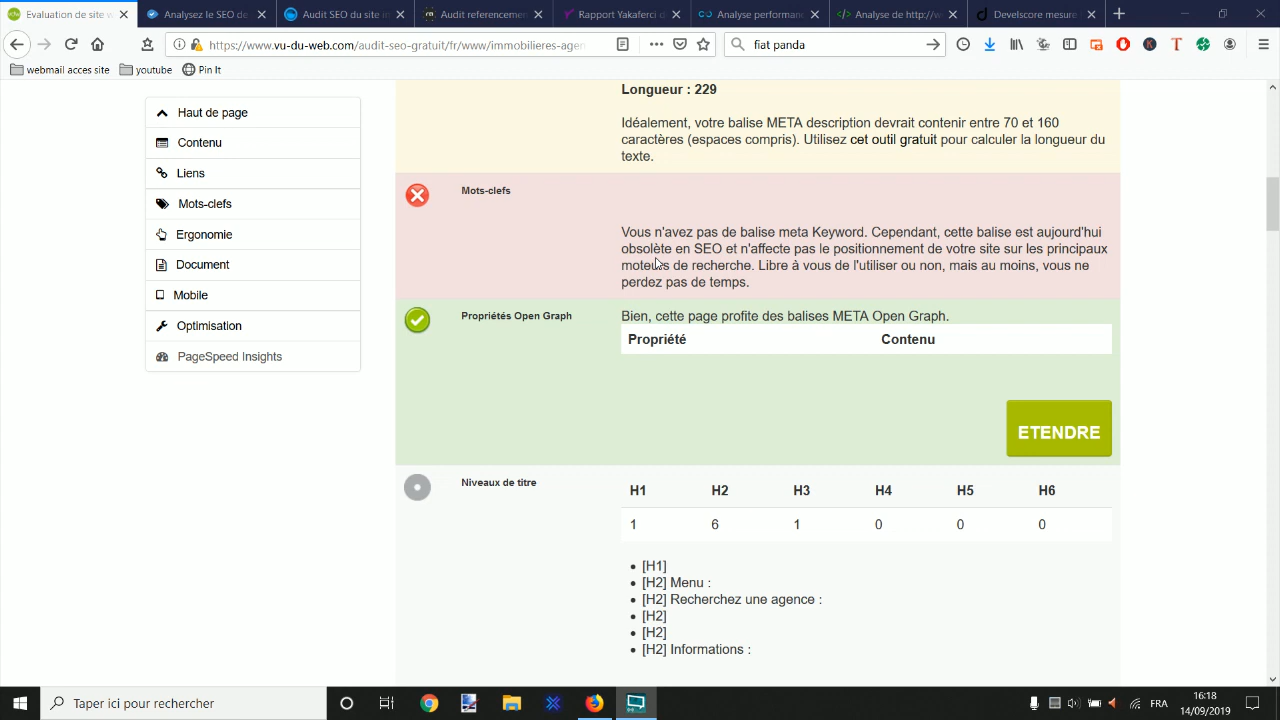 Evaluation de site w
Analysez le SEO de
Audit SEO du site in
Audit referencemen
Rapport Yakaferci d
Analyse performanc
Analyse de http://w
Develscore mesure
https://www.vu-du-web.com/audit-seo-gratuit/fr/www/immobilieres-agen
fiat panda
webmail acces site
youtube
Pin It
Haut de page
Contenu
Liens
Mots-clefs
Ergonomie
Document
Mobile
Optimisation
PageSpeed Insights
Longueur : 229
Idéalement, votre balise META description devrait contenir entre 70 et 160
caractères (espaces compris). Utilisez cet outil gratuit pour calculer la longueur du
texte.
Mots-clefs
Vous n'avez pas de balise meta Keyword. Cependant, cette balise est aujourd'hui
obsolète en SEO et n'affecte pas le positionnement de votre site sur les principaux
moteurs de recherche. Libre à vous de l'utiliser ou non, mais au moins, vous ne
perdez pas de temps.
Propriétés Open Graph
Bien, cette page profite des balises META Open Graph.
Propriété Contenu
ETENDRE
Niveaux de titre
H1 H2 H3 H4 H5 H6
1 6 1 0 0 0
[H1]
[H2] Menu :
[H2] Recherchez une agence :
[H2]
[H2]
[H2] Informations :
Taper ici pour rechercher
FRA
16:18
14/09/2019